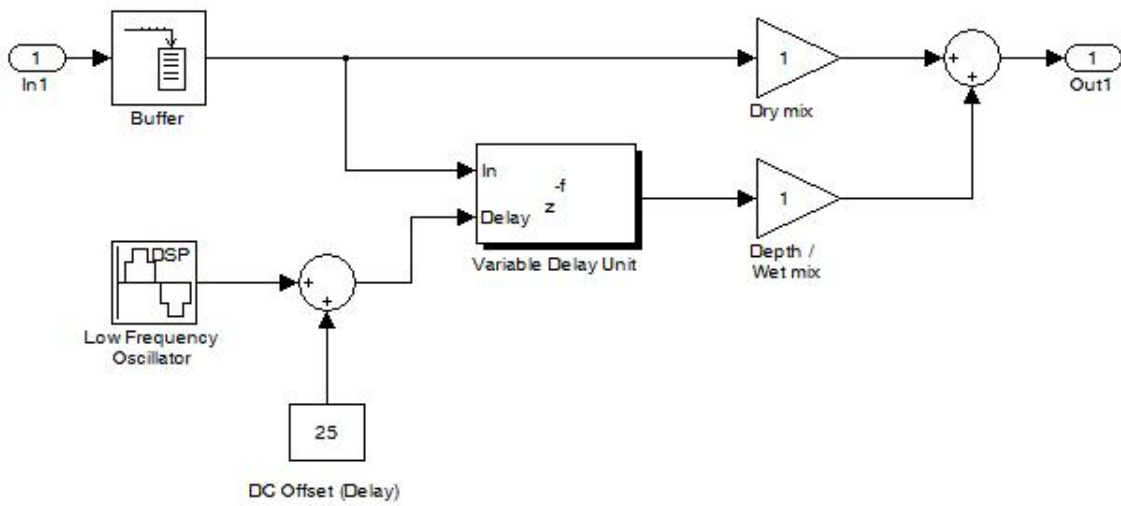 1
In1
Buffer
1
Dry mix
+
+
1
Out1
In
Delay
-f
z
Variable Delay Unit
1
Depth /
Wet mix
DSP
Low Frequency
Oscillator
+
+
25
DC Offset (Delay)